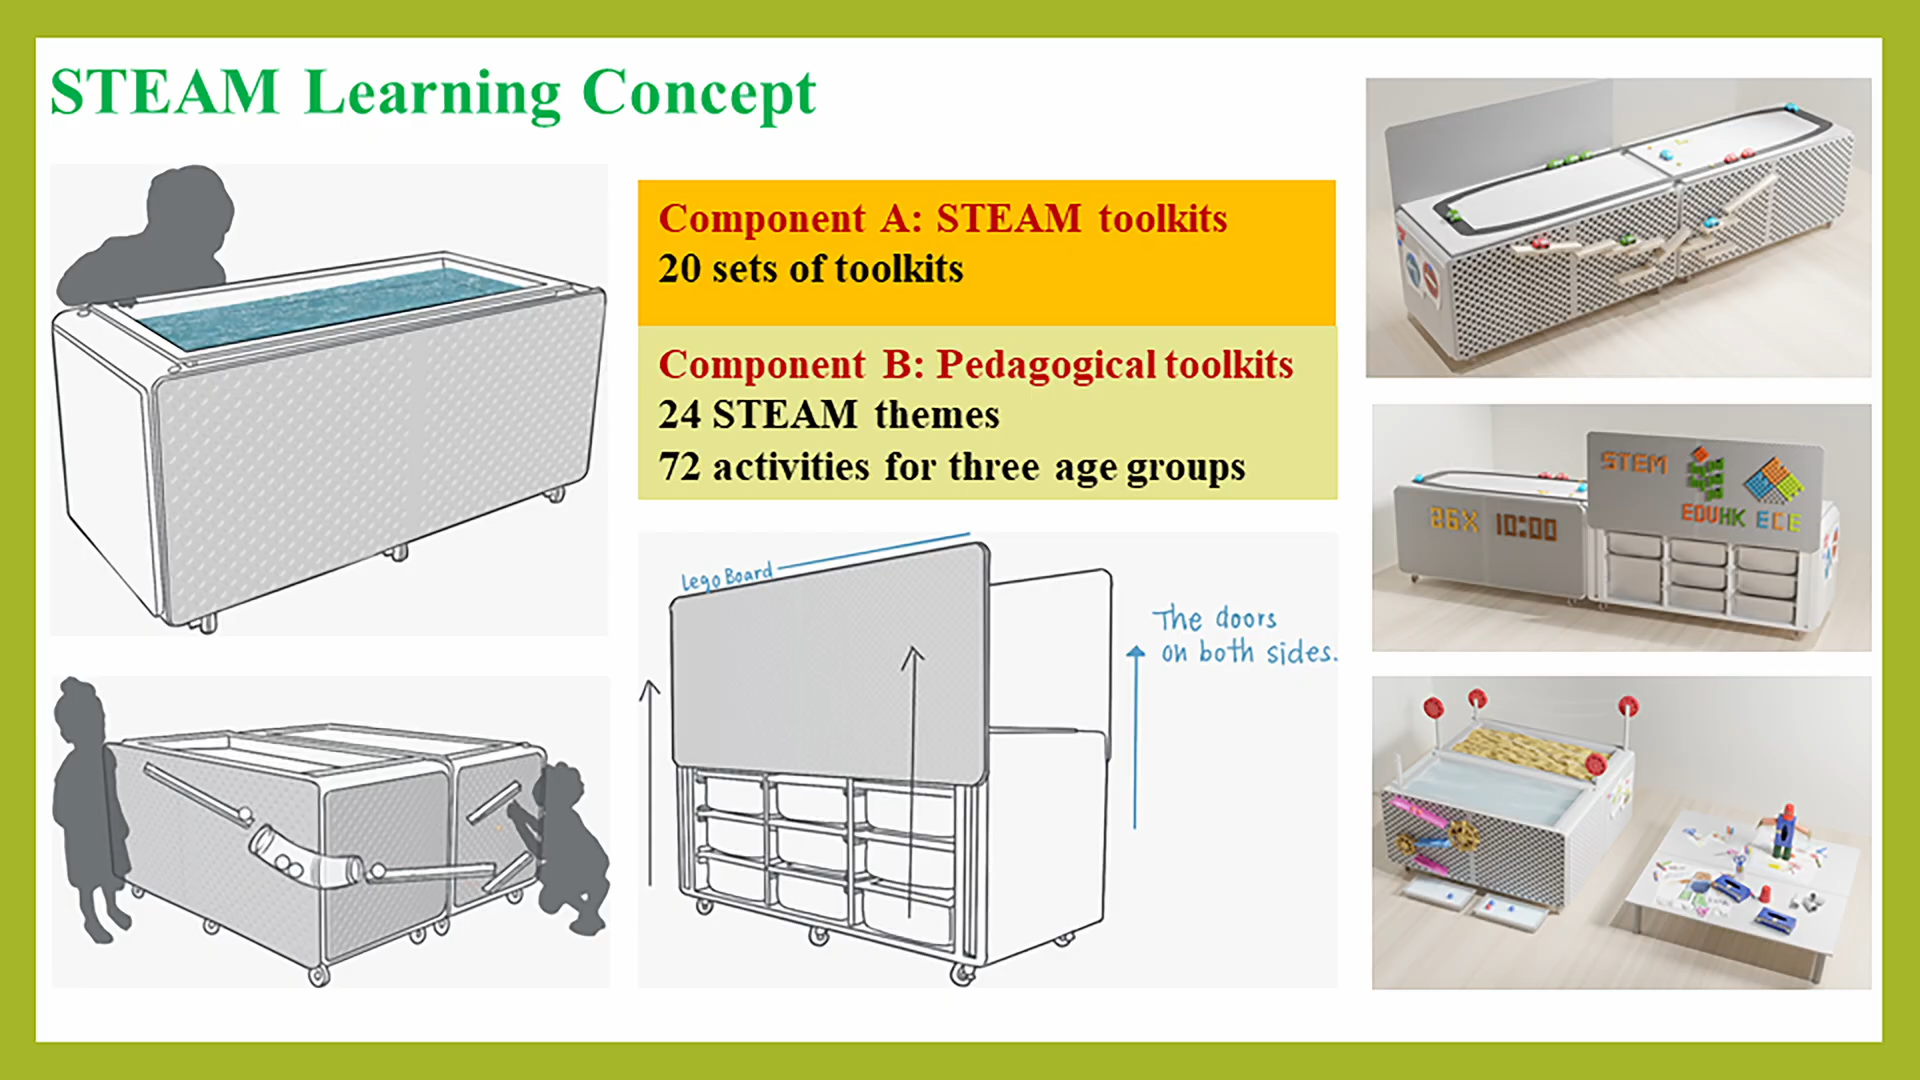 STEAM Learning Concept
Component A: STEAM toolkits
20 sets of toolkits
Component B: Pedagogical toolkits
24 STEAM themes
72 activities for three age groups
Lego Board
The doors
on both sides.
STEM
EDUHK ECE
26X 10:00